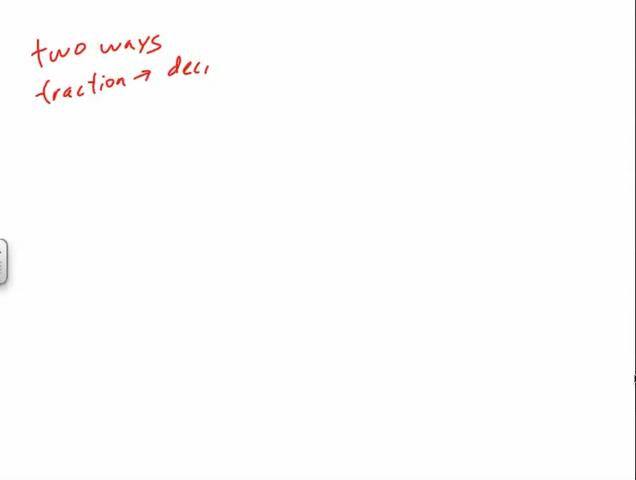 two ways
fraction → deci